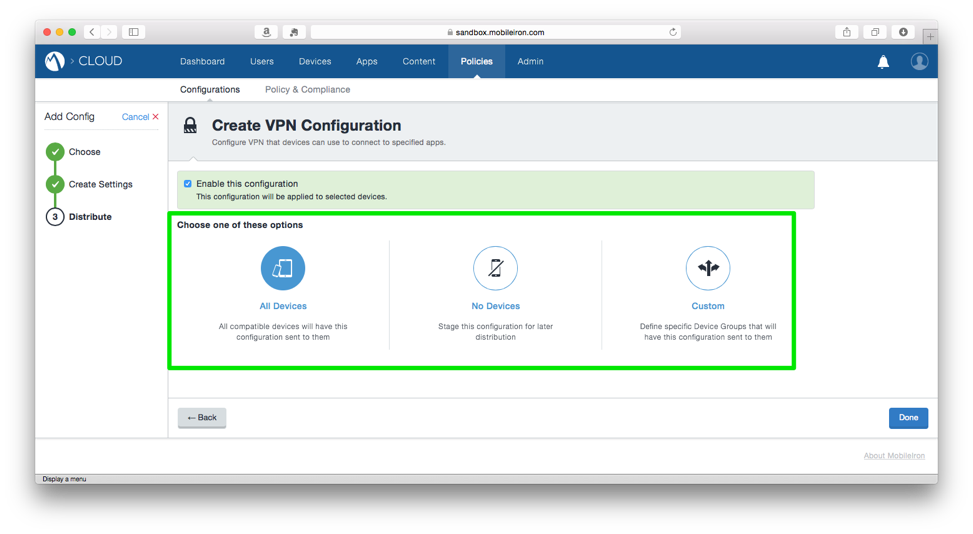 sandbox.mobileiron.com
> CLOUD
Dashboard Users Devices Apps Content Policies Admin
Configurations Policy & Compliance
Add Config Cancel ×
Choose
Create Settings
3 Distribute
Create VPN Configuration
Configure VPN that devices can use to connect to specified apps.
Enable this configuration
This configuration will be applied to selected devices.
Choose one of these options
All Devices
All compatible devices will have this
configuration sent to them
No Devices
Stage this configuration for later
distribution
Custom
Define specific Device Groups that will
have this configuration sent to them
← Back
Done
About MobileIron
Display a menu